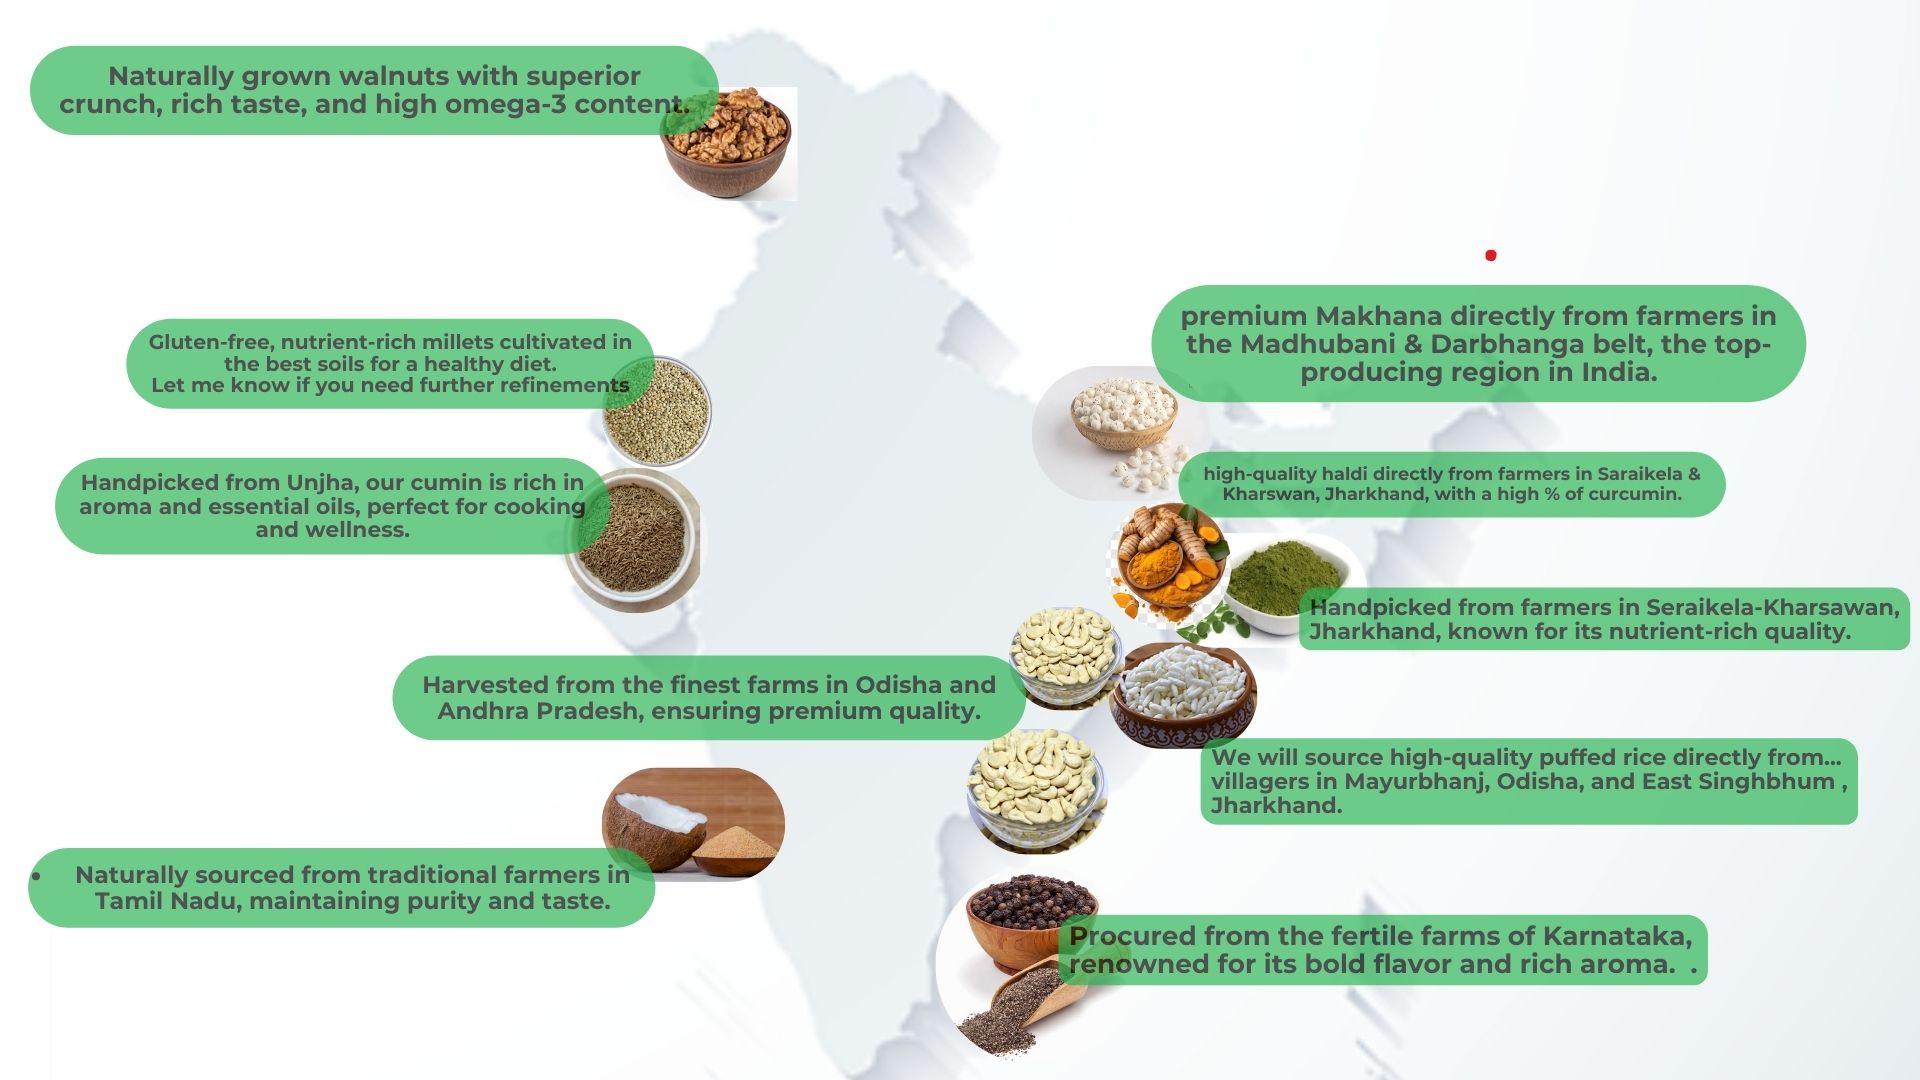 Naturally grown walnuts with superior
crunch, rich taste, and high omega-3 content.
premium Makhana directly from farmers in
the Madhubani & Darbhanga belt, the top-
producing region in India.
Gluten-free, nutrient-rich millets cultivated in
the best soils for a healthy diet.
Let me know if you need further refinements
high-quality haldi directly from farmers in Saraikela &
Kharswan, Jharkhand, with a high % of curcumin.
Handpicked from Unjha, our cumin is rich in
aroma and essential oils, perfect for cooking
and wellness.
Handpicked from farmers in Seraikela-Kharsawan,
Jharkhand, known for its nutrient-rich quality.
Harvested from the finest farms in Odisha and
Andhra Pradesh, ensuring premium quality.
We will source high-quality puffed rice directly from...
villagers in Mayurbhanj, Odisha, and East Singhbhum ,
Jharkhand.
• Naturally sourced from traditional farmers in
Tamil Nadu, maintaining purity and taste.
Procured from the fertile farms of Karnataka,
renowned for its bold flavor and rich aroma. .